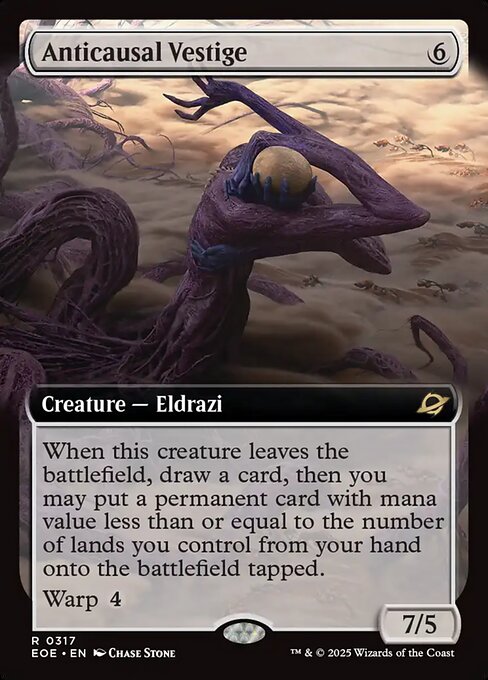 Anticausal Vestige 6
Creature — Eldrazi
When this creature leaves the
battlefield, draw a card, then you
may put a permanent card with mana
value less than or equal to the number
of lands you control from your hand
onto the battlefield tapped.
Warp 4
7/5
R 0317
EOE • EN Chase Stone
™ & © 2025 Wizards of the Coast